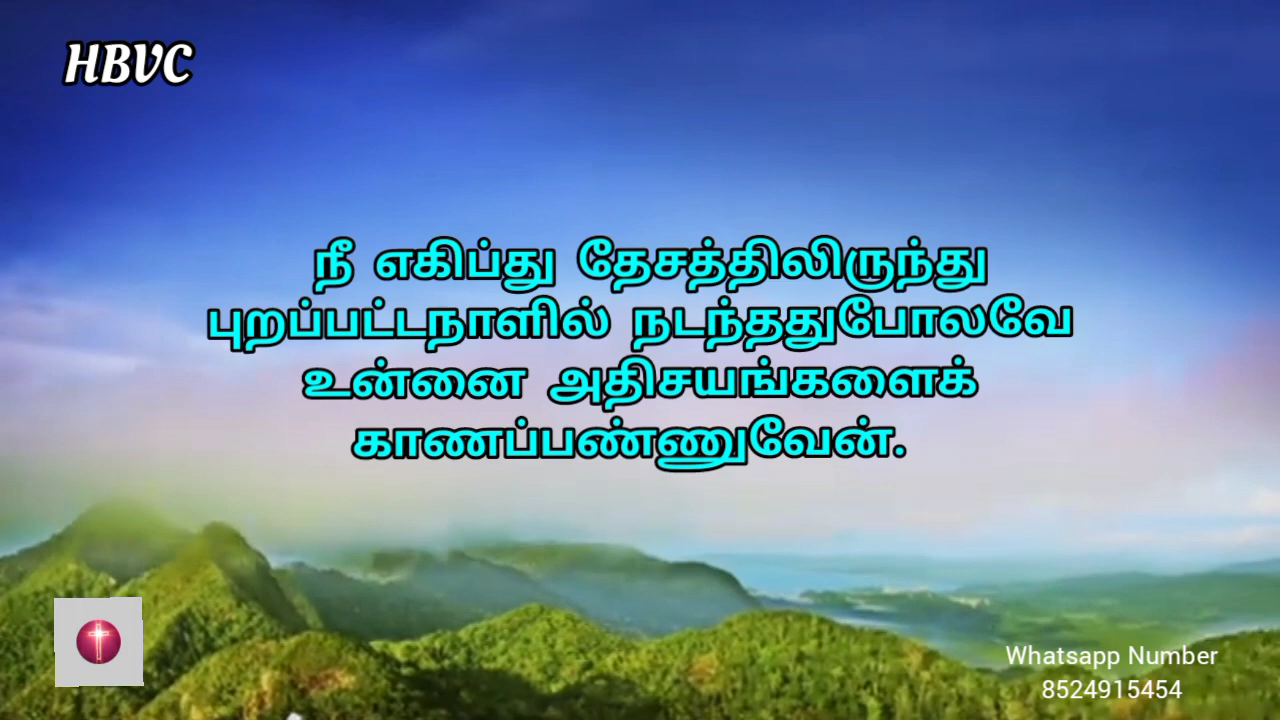 HBVC
நீ எகிப்து தேசத்திலிருந்து
புறப்பட்டநாளில் நடந்ததுபோலவே
உன்னை அதிசயங்களைக்
காணப்பண்ணுவேன்.
Whatsapp Number
8524915454